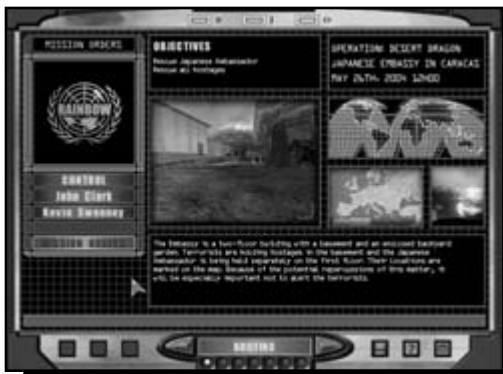 MISSION ORDERS
RAINBOW
CONTROL
John Clark
Kevin Sweeney
OBJECTIVES
Rescue Japanese Ambassador
Rescue all hostages
OPERATION: DESERT DRAGON
JAPANESE EMBASSY IN CARACAS
MAY 26TH, 2004 12H00
The Embassy is a two-floor building with a basement and an enclosed backyard
garden. Terrorists are holding hostages in the basement and the Japanese
Ambassador is being held separately on the first floor. Their locations are
marked on the map. Because of the potential repercussions of this matter, it
will be especially important not to alert the terrorists.
BRIEFING